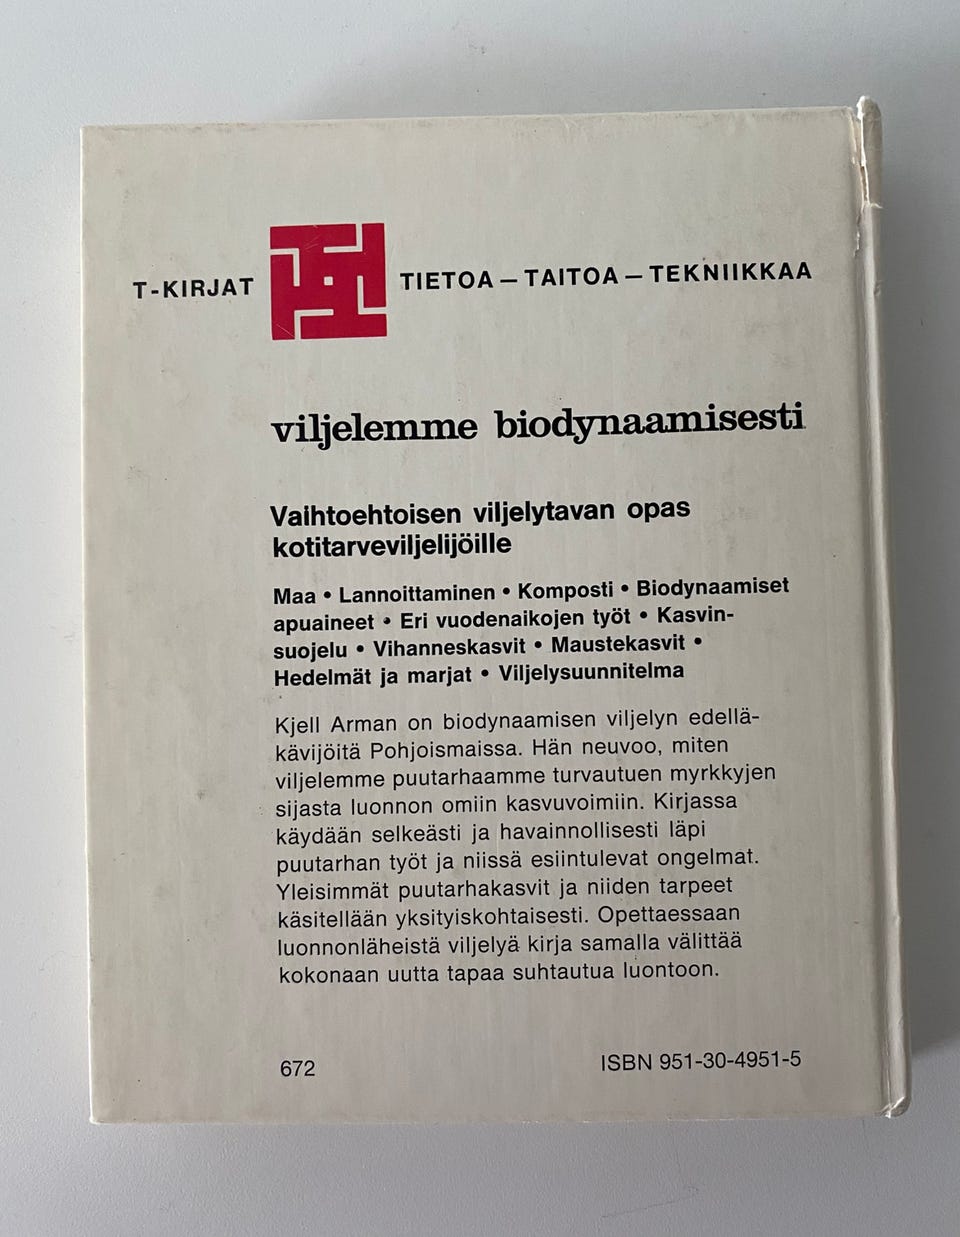 T-KIRJAT TIETOA – TAITOA – TEKNIIKKAA
viljelemme biodynaamisesti
Vaihtoehtoisen viljelytavan opas
kotitarveviljelijöille
Maa • Lannoittaminen • Komposti • Biodynaamiset
apuaineet • Eri vuodenaikojen työt • Kasvin-
suojelu • Vihanneskasvit • Maustekasvit •
Hedelmät ja marjat • Viljelysuunnitelma
Kjell Arman on biodynaamisen viljelyn edellä-
kävijöitä Pohjoismaissa. Hän neuvoo, miten
viljelemme puutarhaamme turvautuen myrkkyjen
sijasta luonnon omiin kasvuvoimiin. Kirjassa
käydään selkeästi ja havainnollisesti läpi
puutarhan työt ja niissä esiintulevat ongelmat.
Yleisimmät puutarhakasvit ja niiden tarpeet
käsitellään yksityiskohtaisesti. Opettaessaan
luonnonläheistä viljelyä kirja samalla välittää
kokonaan uutta tapaa suhtautua luontoon.
672 ISBN 951-30-4951-5